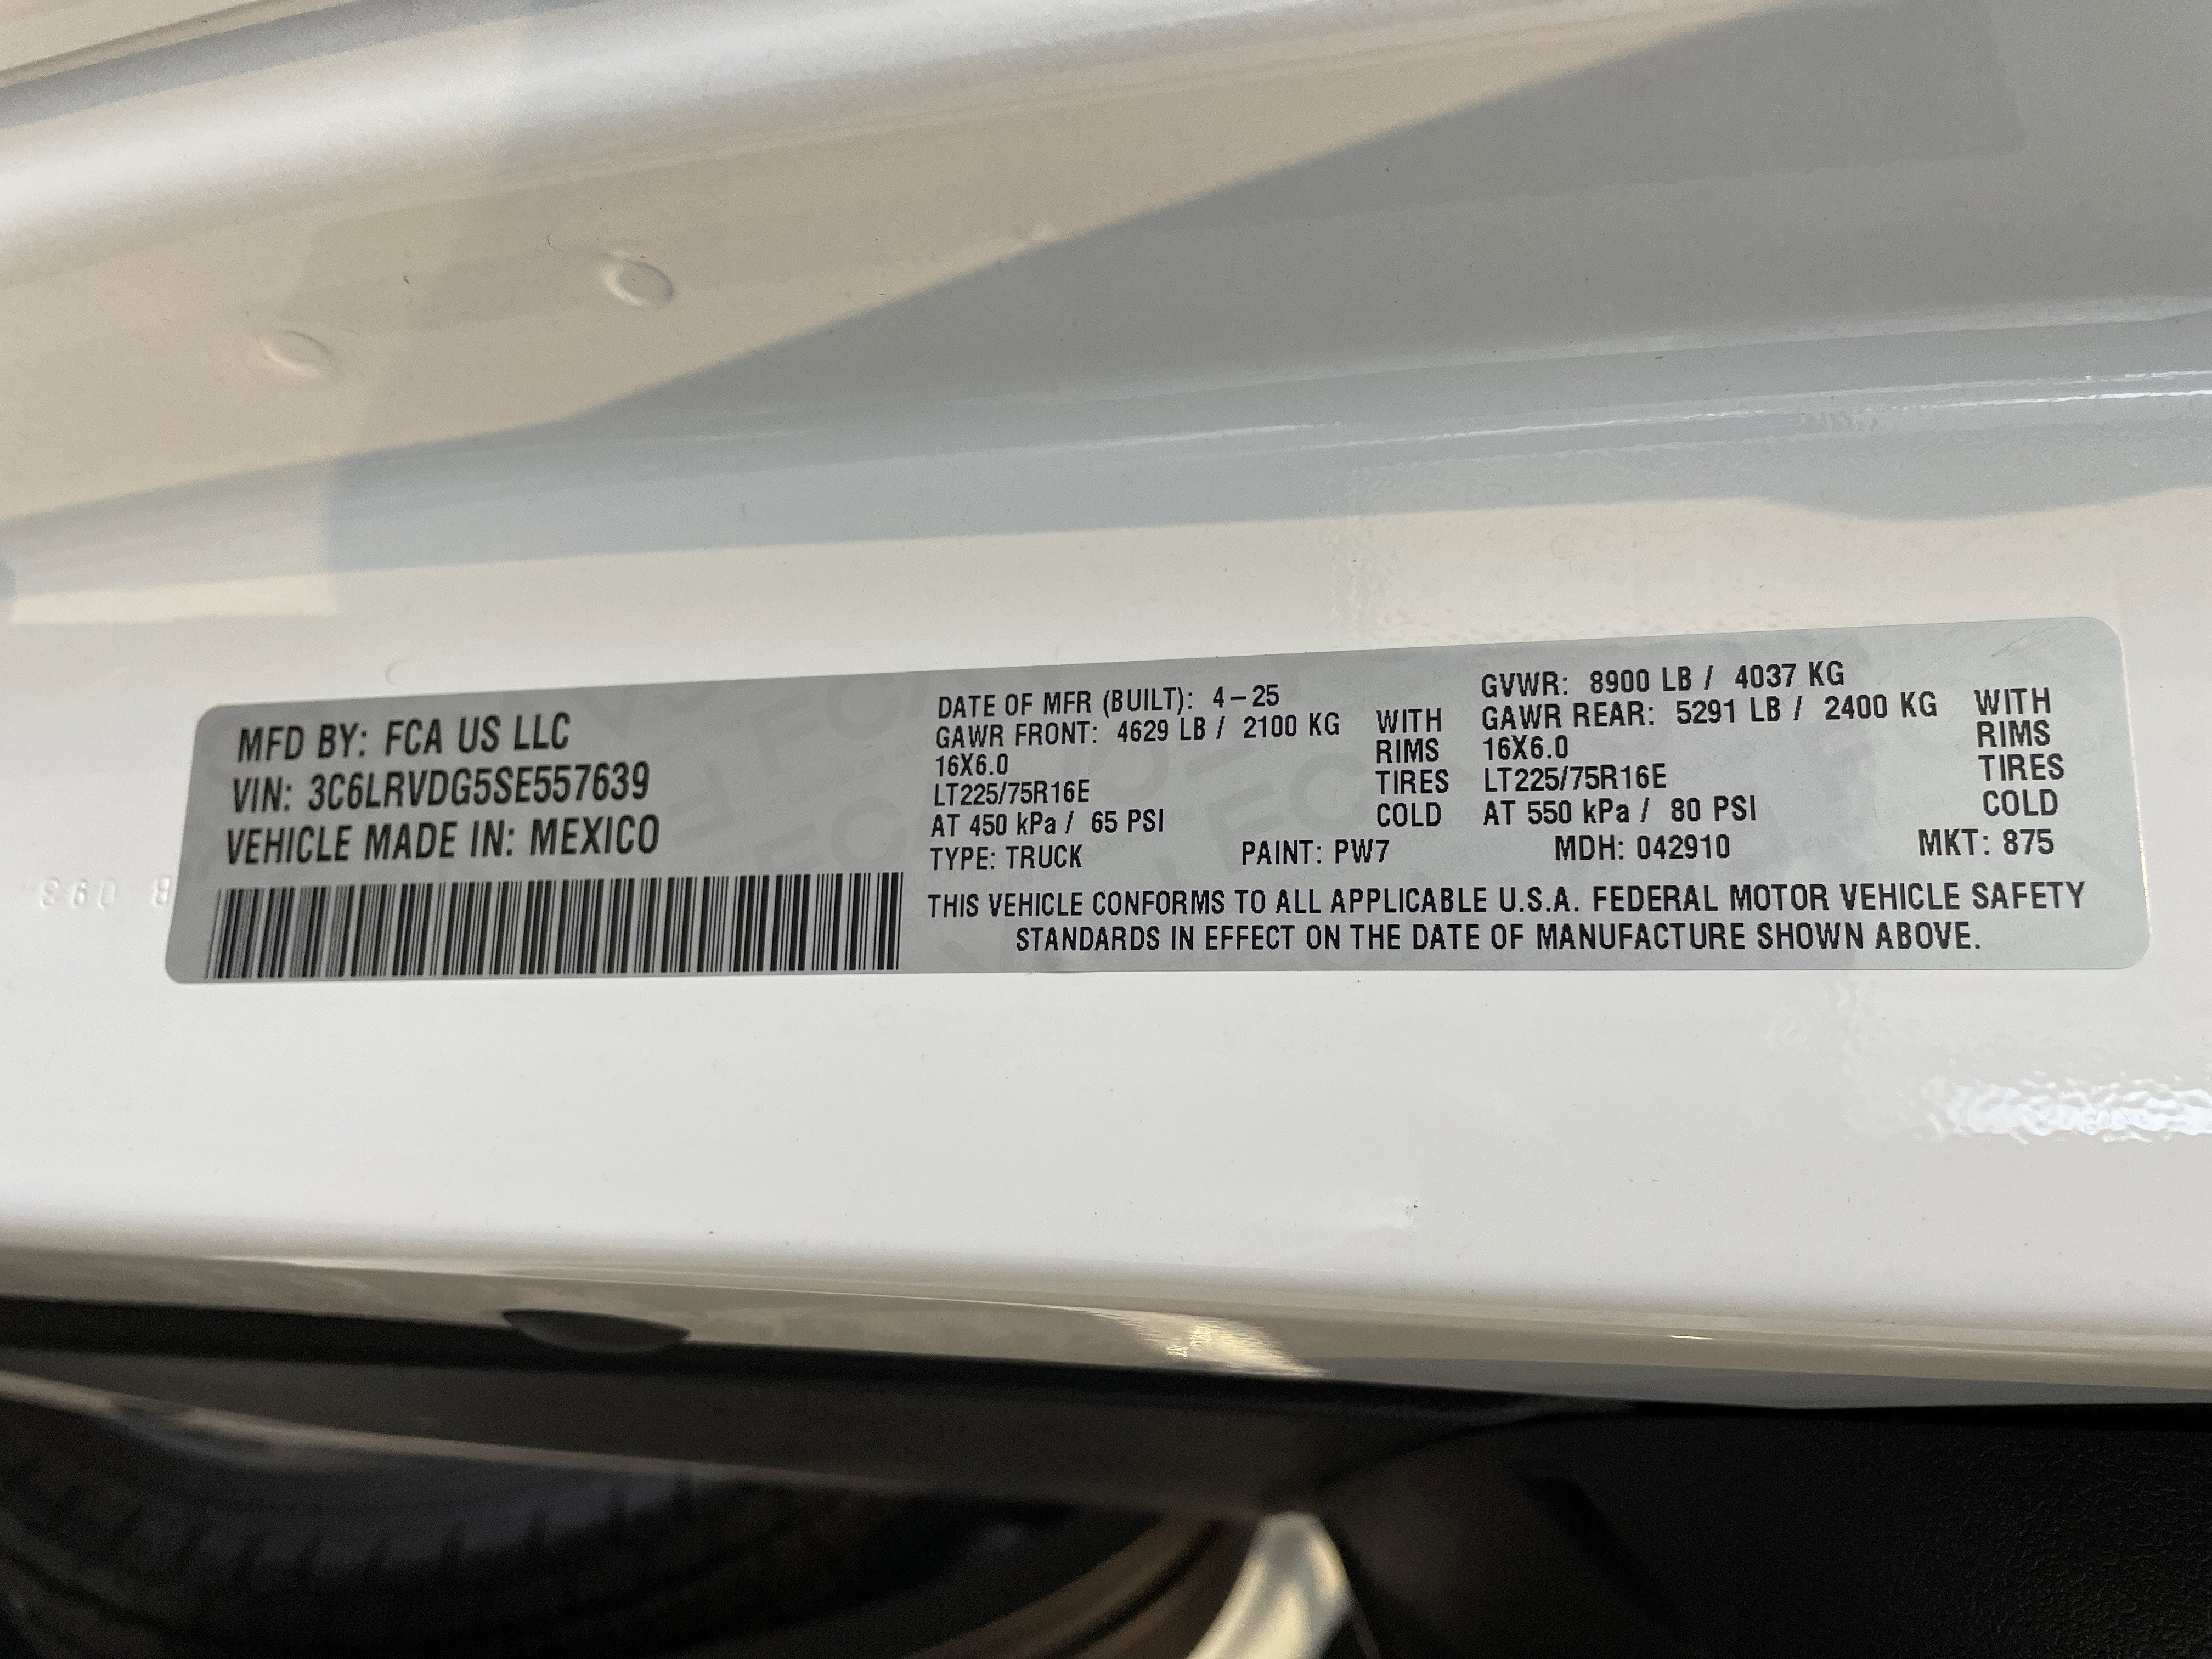 MFD BY: FCA US LLC
VIN: 3C6LRVDG5SE557639
VEHICLE MADE IN: MEXICO
DATE OF MFR (BUILT): 4-25
GAWR FRONT: 4629 LB / 2100 KG WITH
16X6.0 RIMS
LT225/75R16E TIRES
AT 450 kPa / 65 PSI COLD
GVWR: 8900 LB / 4037 KG
GAWR REAR: 5291 LB / 2400 KG WITH
16X6.0 RIMS
LT225/75R16E TIRES
AT 550 kPa / 80 PSI COLD
TYPE: TRUCK PAINT: PW7 MDH: 042910 MKT: 875
THIS VEHICLE CONFORMS TO ALL APPLICABLE U.S.A. FEDERAL MOTOR VEHICLE SAFETY
STANDARDS IN EFFECT ON THE DATE OF MANUFACTURE SHOWN ABOVE.